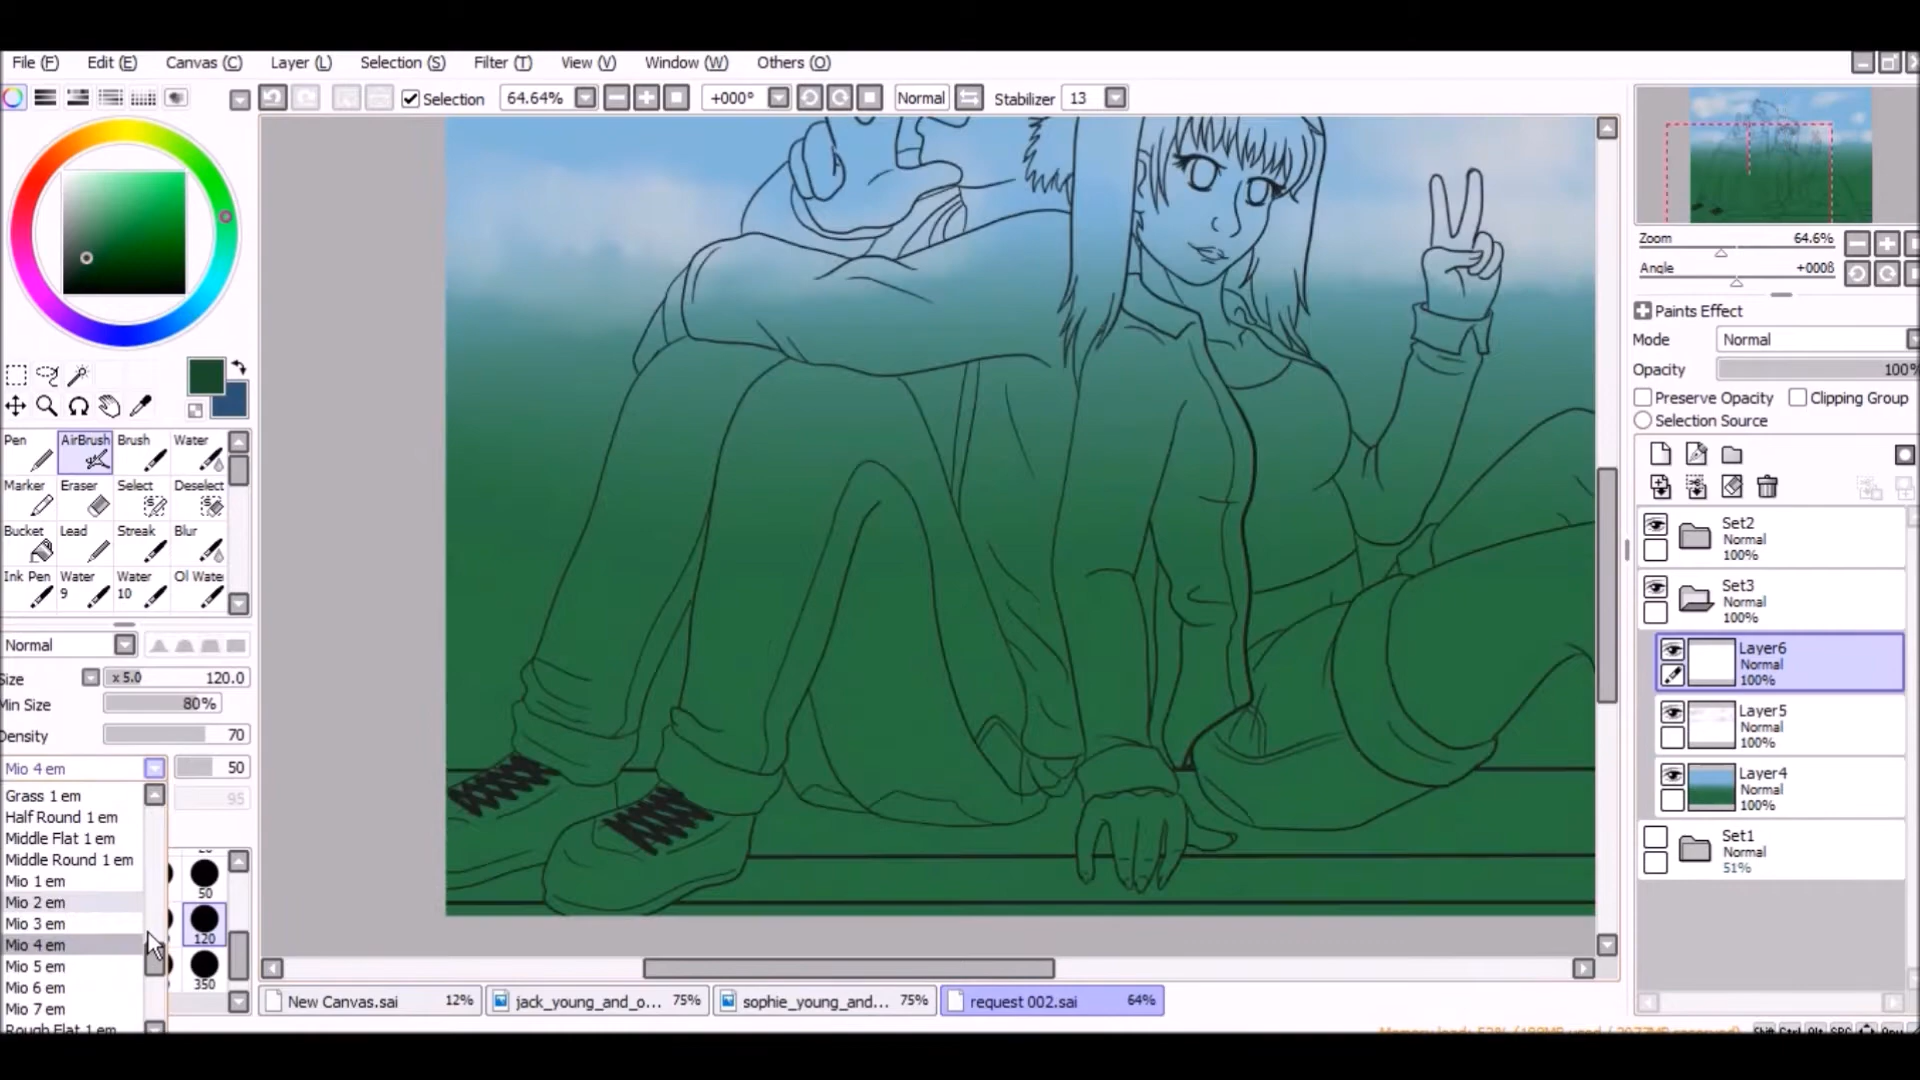 File (F) Edit (E) Canvas (C) Layer (L) Selection (S) Filter (T) View (V) Window (W) Others (O)
Selection 64.64% +000° Normal Stabilizer 13
Zoom 64.6%
Angle +000ß
Paints Effect
Mode Normal
Opacity 100%
Preserve Opacity Clipping Group
Selection Source
Pen AirBrush Brush Water
Marker Eraser Select Deselect
Bucket Lead Streak Blur
Ink Pen Water 9 Water 10 Ol Wate
Normal
Size x 5.0 120.0
Min Size 80%
Density 70
Mio 4 em 50
95
Grass 1 em
Half Round 1 em
Middle Flat 1 em
Middle Round 1 em
Mio 1 em
Mio 2 em
Mio 3 em
Mio 4 em
Mio 5 em
Mio 6 em
Mio 7 em
Rough Flat 1 em
50
120
350
Set2
Normal
100%
Set3
Normal
100%
Layer6
Normal
100%
Layer5
Normal
100%
Layer4
Normal
100%
Set1
Normal
51%
New Canvas.sai 12% jack_young_and_o... 75% sophie_young_and... 75% request 002.sai 64%